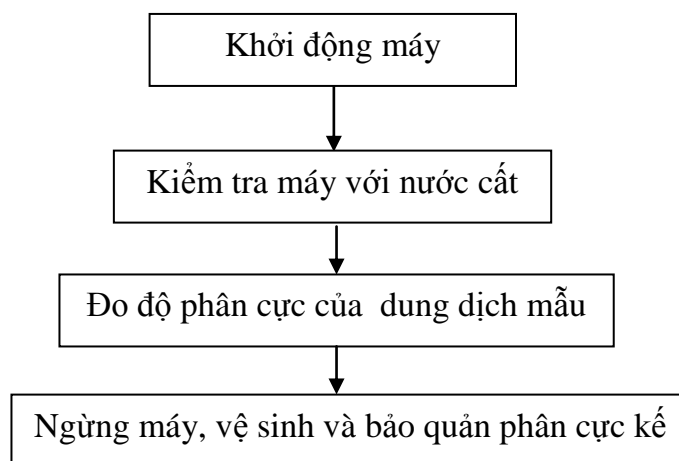 Khởi động máy
Kiểm tra máy với nước cất
Đo độ phân cực của dung dịch mẫu
Ngừng máy, vệ sinh và bảo quản phân cực kế